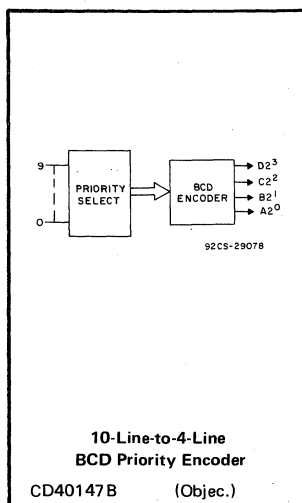 9
PRIORITY
SELECT
0
BCD
ENCODER
D2³
C2²
B2¹
A2⁰
92CS-29078
10-Line-to-4-Line
BCD Priority Encoder
CD40147B (Objec.)